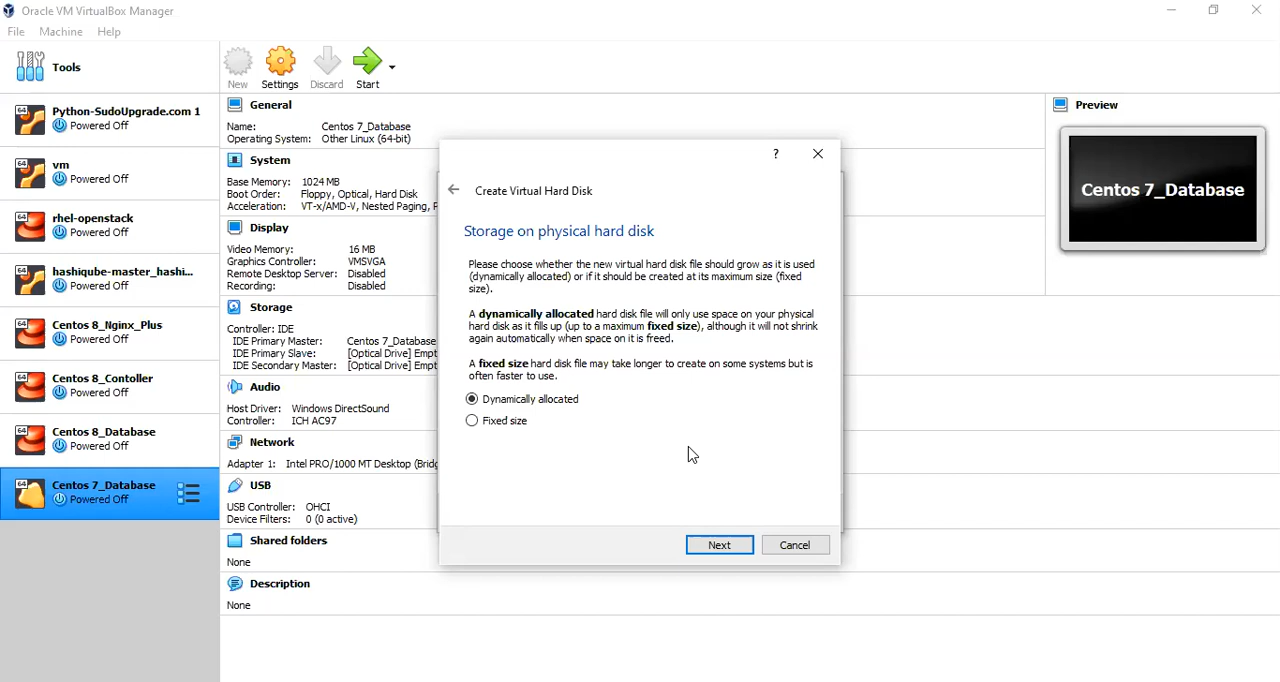 Oracle VM VirtualBox Manager
File Machine Help
Tools
New
Settings
Discard
Start
64
Python-SudoUpgrade.com 1
Powered Off
64
vm
Powered Off
64
rhel-openstack
Powered Off
64
hashiqube-master_hashi...
Powered Off
64
Centos 8_Nginx_Plus
Powered Off
64
Centos 8_Contoller
Powered Off
64
Centos 8_Database
Powered Off
64
Centos 7_Database
Powered Off
General
Name: Centos 7_Database
Operating System: Other Linux (64-bit)
System
Base Memory: 1024 MB
Boot Order: Floppy, Optical, Hard Disk
Acceleration: VT-x/AMD-V, Nested Paging, P
Display
Video Memory: 16 MB
Graphics Controller: VMSVGA
Remote Desktop Server: Disabled
Recording: Disabled
Storage
Controller: IDE
IDE Primary Master: Centos 7_Database
IDE Primary Slave: [Optical Drive] Empt
IDE Secondary Master: [Optical Drive] Empt
Audio
Host Driver: Windows DirectSound
Controller: ICH AC97
Network
Adapter 1: Intel PRO/1000 MT Desktop (Bridg
USB
USB Controller: OHCI
Device Filters: 0 (0 active)
Shared folders
None
Description
None
?
Create Virtual Hard Disk
Storage on physical hard disk
Please choose whether the new virtual hard disk file should grow as it is used
(dynamically allocated) or if it should be created at its maximum size (fixed
size).
A dynamically allocated hard disk file will only use space on your physical
hard disk as it fills up (up to a maximum fixed size), although it will not shrink
again automatically when space on it is freed.
A fixed size hard disk file may take longer to create on some systems but is
often faster to use.
Dynamically allocated
Fixed size
Next
Cancel
Preview
Centos 7_Database